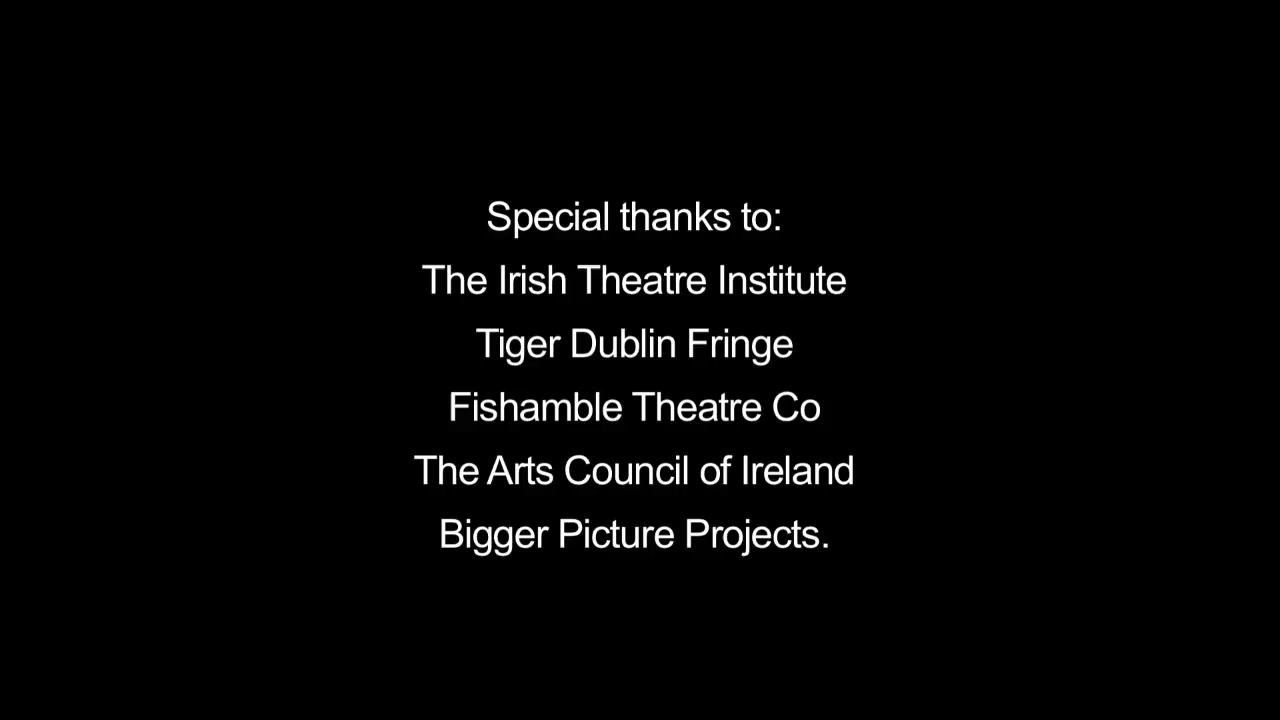 Special thanks to:
The Irish Theatre Institute
Tiger Dublin Fringe
Fishamble Theatre Co
The Arts Council of Ireland
Bigger Picture Projects.